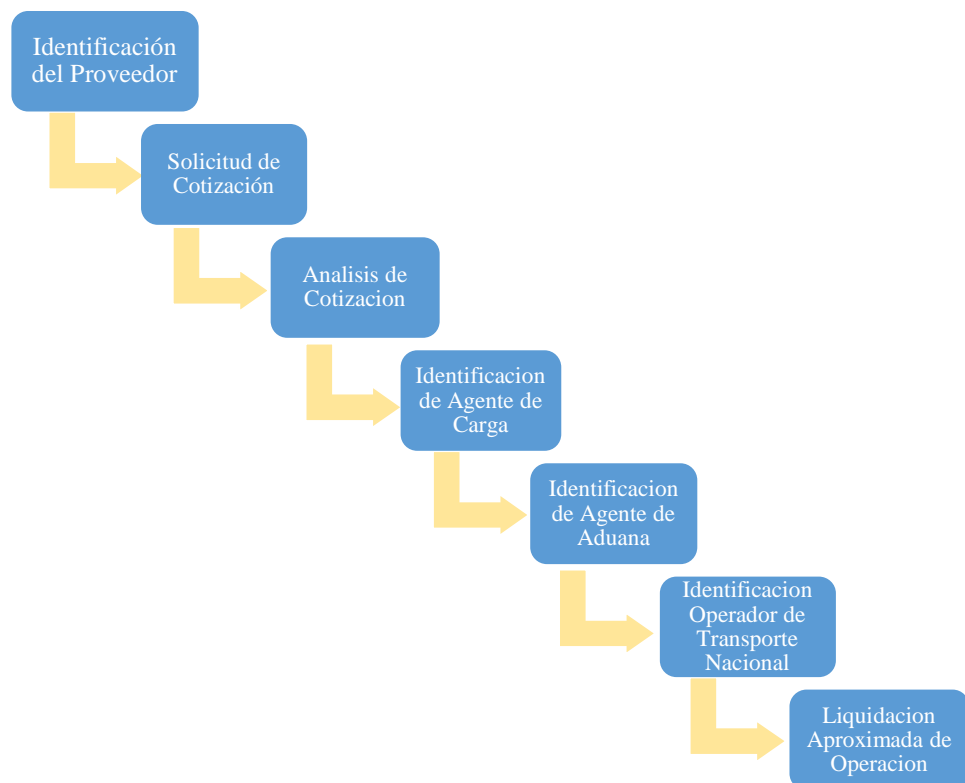 Identificación
del Proveedor
Solicitud de
Cotización
Analisis de
Cotizacion
Identificacion
de Agente de
Carga
Identificacion
de Agente de
Aduana
Identificacion
Operador de
Transporte
Nacional
Liquidacion
Aproximada de
Operacion